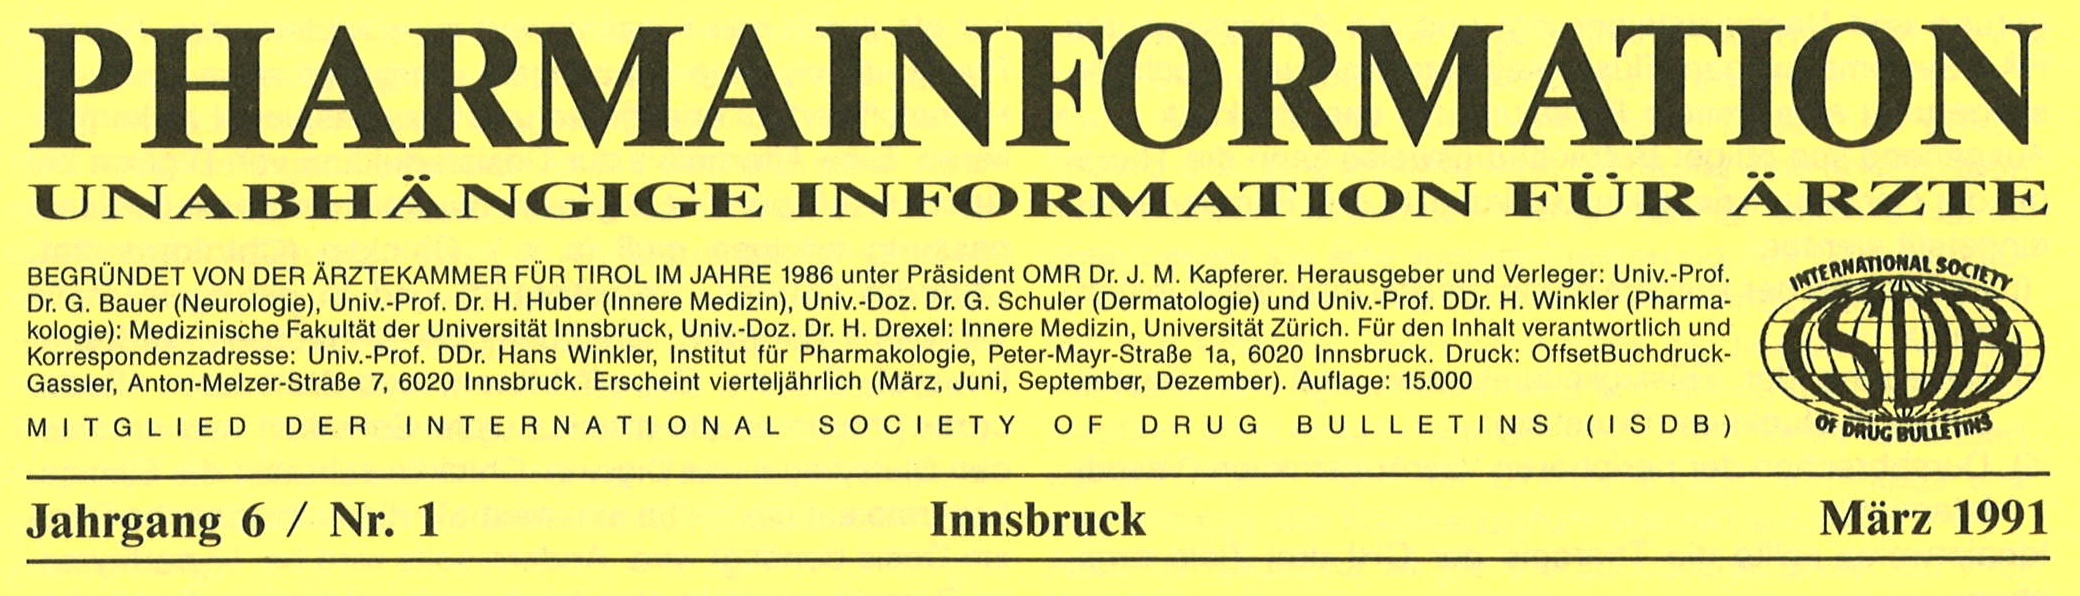 PHARMAINFORMATION
UNABHÄNGIGE INFORMATION FÜR ÄRZTE
BEGRÜNDET VON DER ÄRZTEKAMMER FÜR TIROL IM JAHRE 1986 unter Präsident OMR Dr. J. M. Kapferer. Herausgeber und Verleger: Univ.-Prof.
Dr. G. Bauer (Neurologie), Univ.-Prof. Dr. H. Huber (Innere Medizin), Univ.-Doz. Dr. G. Schuler (Dermatologie) und Univ.-Prof. DDr. H. Winkler (Pharma-
kologie): Medizinische Fakultät der Universität Innsbruck, Univ.-Doz. Dr. H. Drexel: Innere Medizin, Universität Zürich. Für den Inhalt verantwortlich und
Korrespondenzadresse: Univ.-Prof. DDr. Hans Winkler, Institut für Pharmakologie, Peter-Mayr-Straße 1a, 6020 Innsbruck. Druck: OffsetBuchdruck-
Gassler, Anton-Melzer-Straße 7, 6020 Innsbruck. Erscheint vierteljährlich (März, Juni, September, Dezember). Auflage: 15.000
MITGLIED DER INTERNATIONAL SOCIETY OF DRUG BULLETINS (ISDB)
INTERNATIONAL SOCIETY
ISDB
OF DRUG BULLETINS
Jahrgang 6 / Nr. 1 Innsbruck März 1991